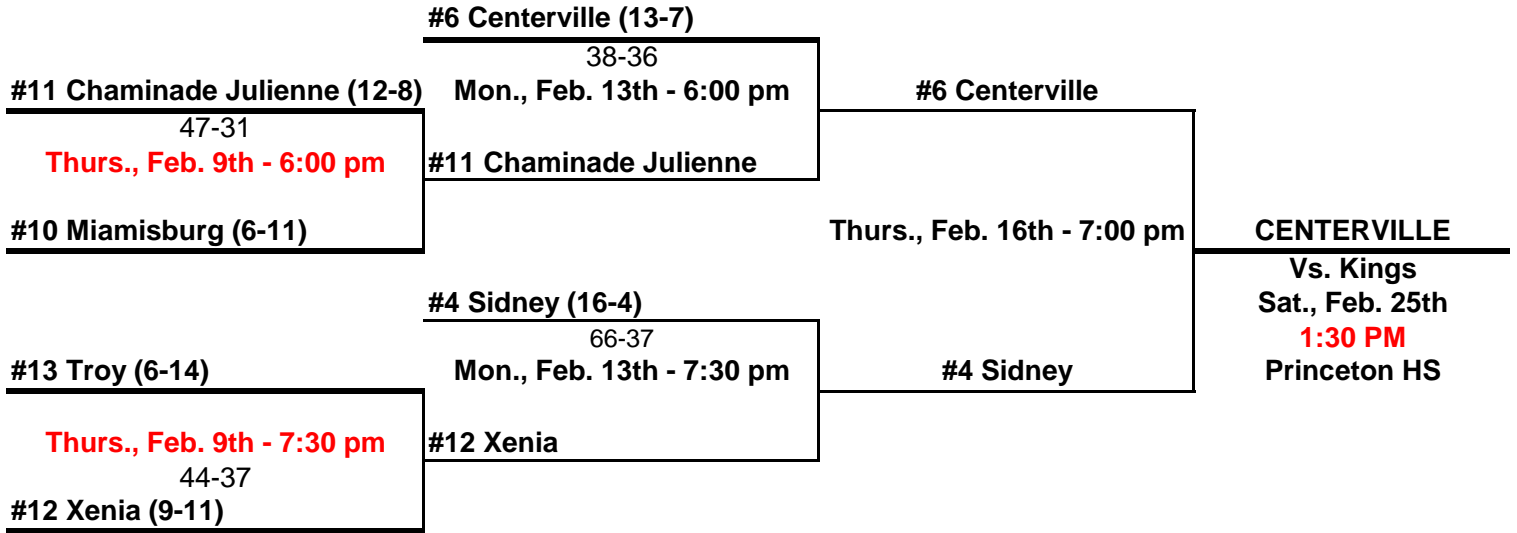 #6 Centerville (13-7)
38-36
#11 Chaminade Julienne (12-8)
Mon., Feb. 13th - 6:00 pm
#6 Centerville
47-31
Thurs., Feb. 9th - 6:00 pm
#11 Chaminade Julienne
#10 Miamisburg (6-11)
Thurs., Feb. 16th - 7:00 pm
CENTERVILLE
Vs. Kings
#4 Sidney (16-4)
Sat., Feb. 25th
66-37
1:30 PM
#13 Troy (6-14)
Mon., Feb. 13th - 7:30 pm
#4 Sidney
Princeton HS
Thurs., Feb. 9th - 7:30 pm
#12 Xenia
44-37
#12 Xenia (9-11)